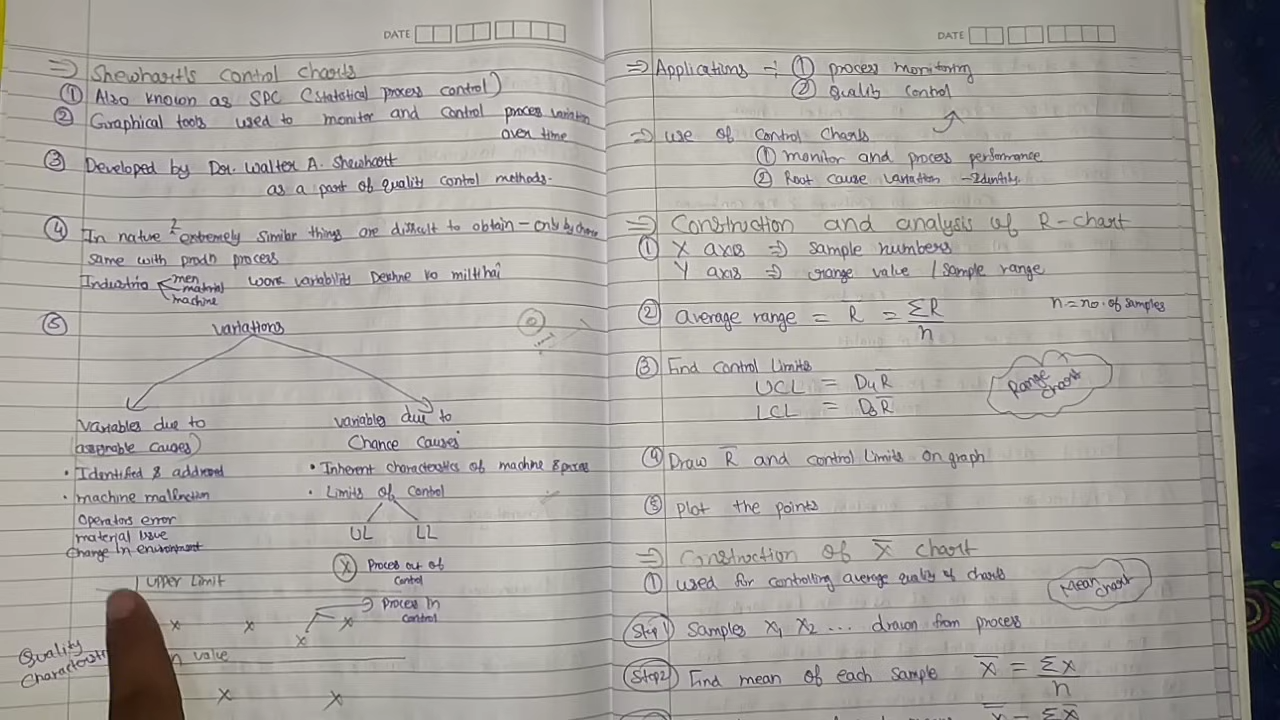 DATE
⇒ Shewhart's control charts
① Also known as SPC (statatical process control)
② Graphical tools used to monitor and control process variation
over time
③ Developed by Dr. Walter A. Shewhart
as a part of quality control methods.
④ In nature 2 extremely similar things are difficult to obtain - only by chance
same with prodn process
Industrio men
material
machine
work variability Dekhne ko milthai
⑤ Variations
Variables due to
assignable causes)
• Identified & addressed
• machine malfnction
Operators error
material issue
change in environment
Variables due to
Chance causes
• Inherent characteristics of machine & process
• Limits of control
UL LL
Ⓧ Process out of
control
→ Process in
control
Upper Limit
x x x x
Quality
value
x x
DATE
⇒ Applications :- ① process monitoring
② Quality control
⇒ use of control charts
① monitor and process performance
② Root cause variation - Identify.
⇒ Construction and analysis of R-chart
① X axis ⇒ sample numbers
Y axis ⇒ range value / sample range
② average range = R̅ = ΣR/n n = no. of samples
③ Find control Limits
UCL = D4R̅
LCL = D3R̅
Range chart
④ Draw R̅ and control Limits on graph
⑤ Plot the points
⇒ Construction of X̅ chart
① used for controlling average quality of charts
Mean chart
Step 1 Samples X1 X2 ... drawn from process
Step 2 Find mean of each sample X̅ = Σx/n